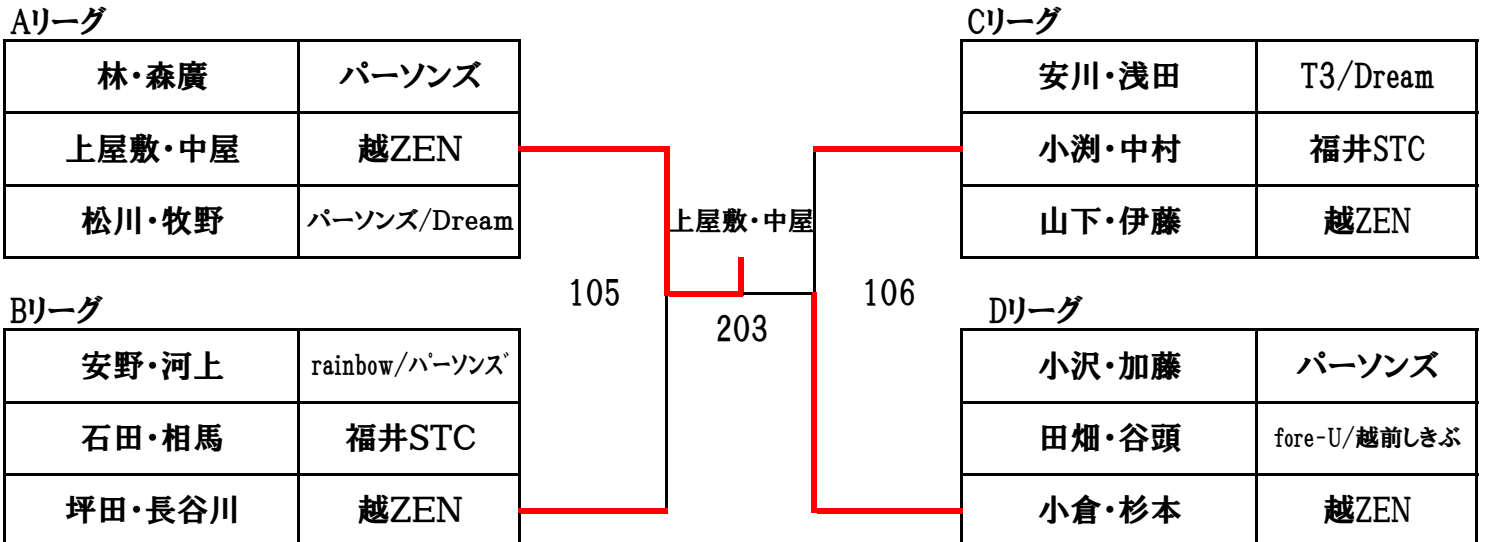 Aリーグ
林・森廣 パーソンズ
上屋敷・中屋 越ZEN
松川・牧野 パーソンズ/Dream
Bリーグ
安野・河上 rainbow/パーソンズ
石田・相馬 福井STC
坪田・長谷川 越ZEN
105
上屋敷・中屋
203
106
Cリーグ
安川・浅田 T3/Dream
小渕・中村 福井STC
山下・伊藤 越ZEN
Dリーグ
小沢・加藤 パーソンズ
田畑・谷頭 fore-U/越前しきぶ
小倉・杉本 越ZEN